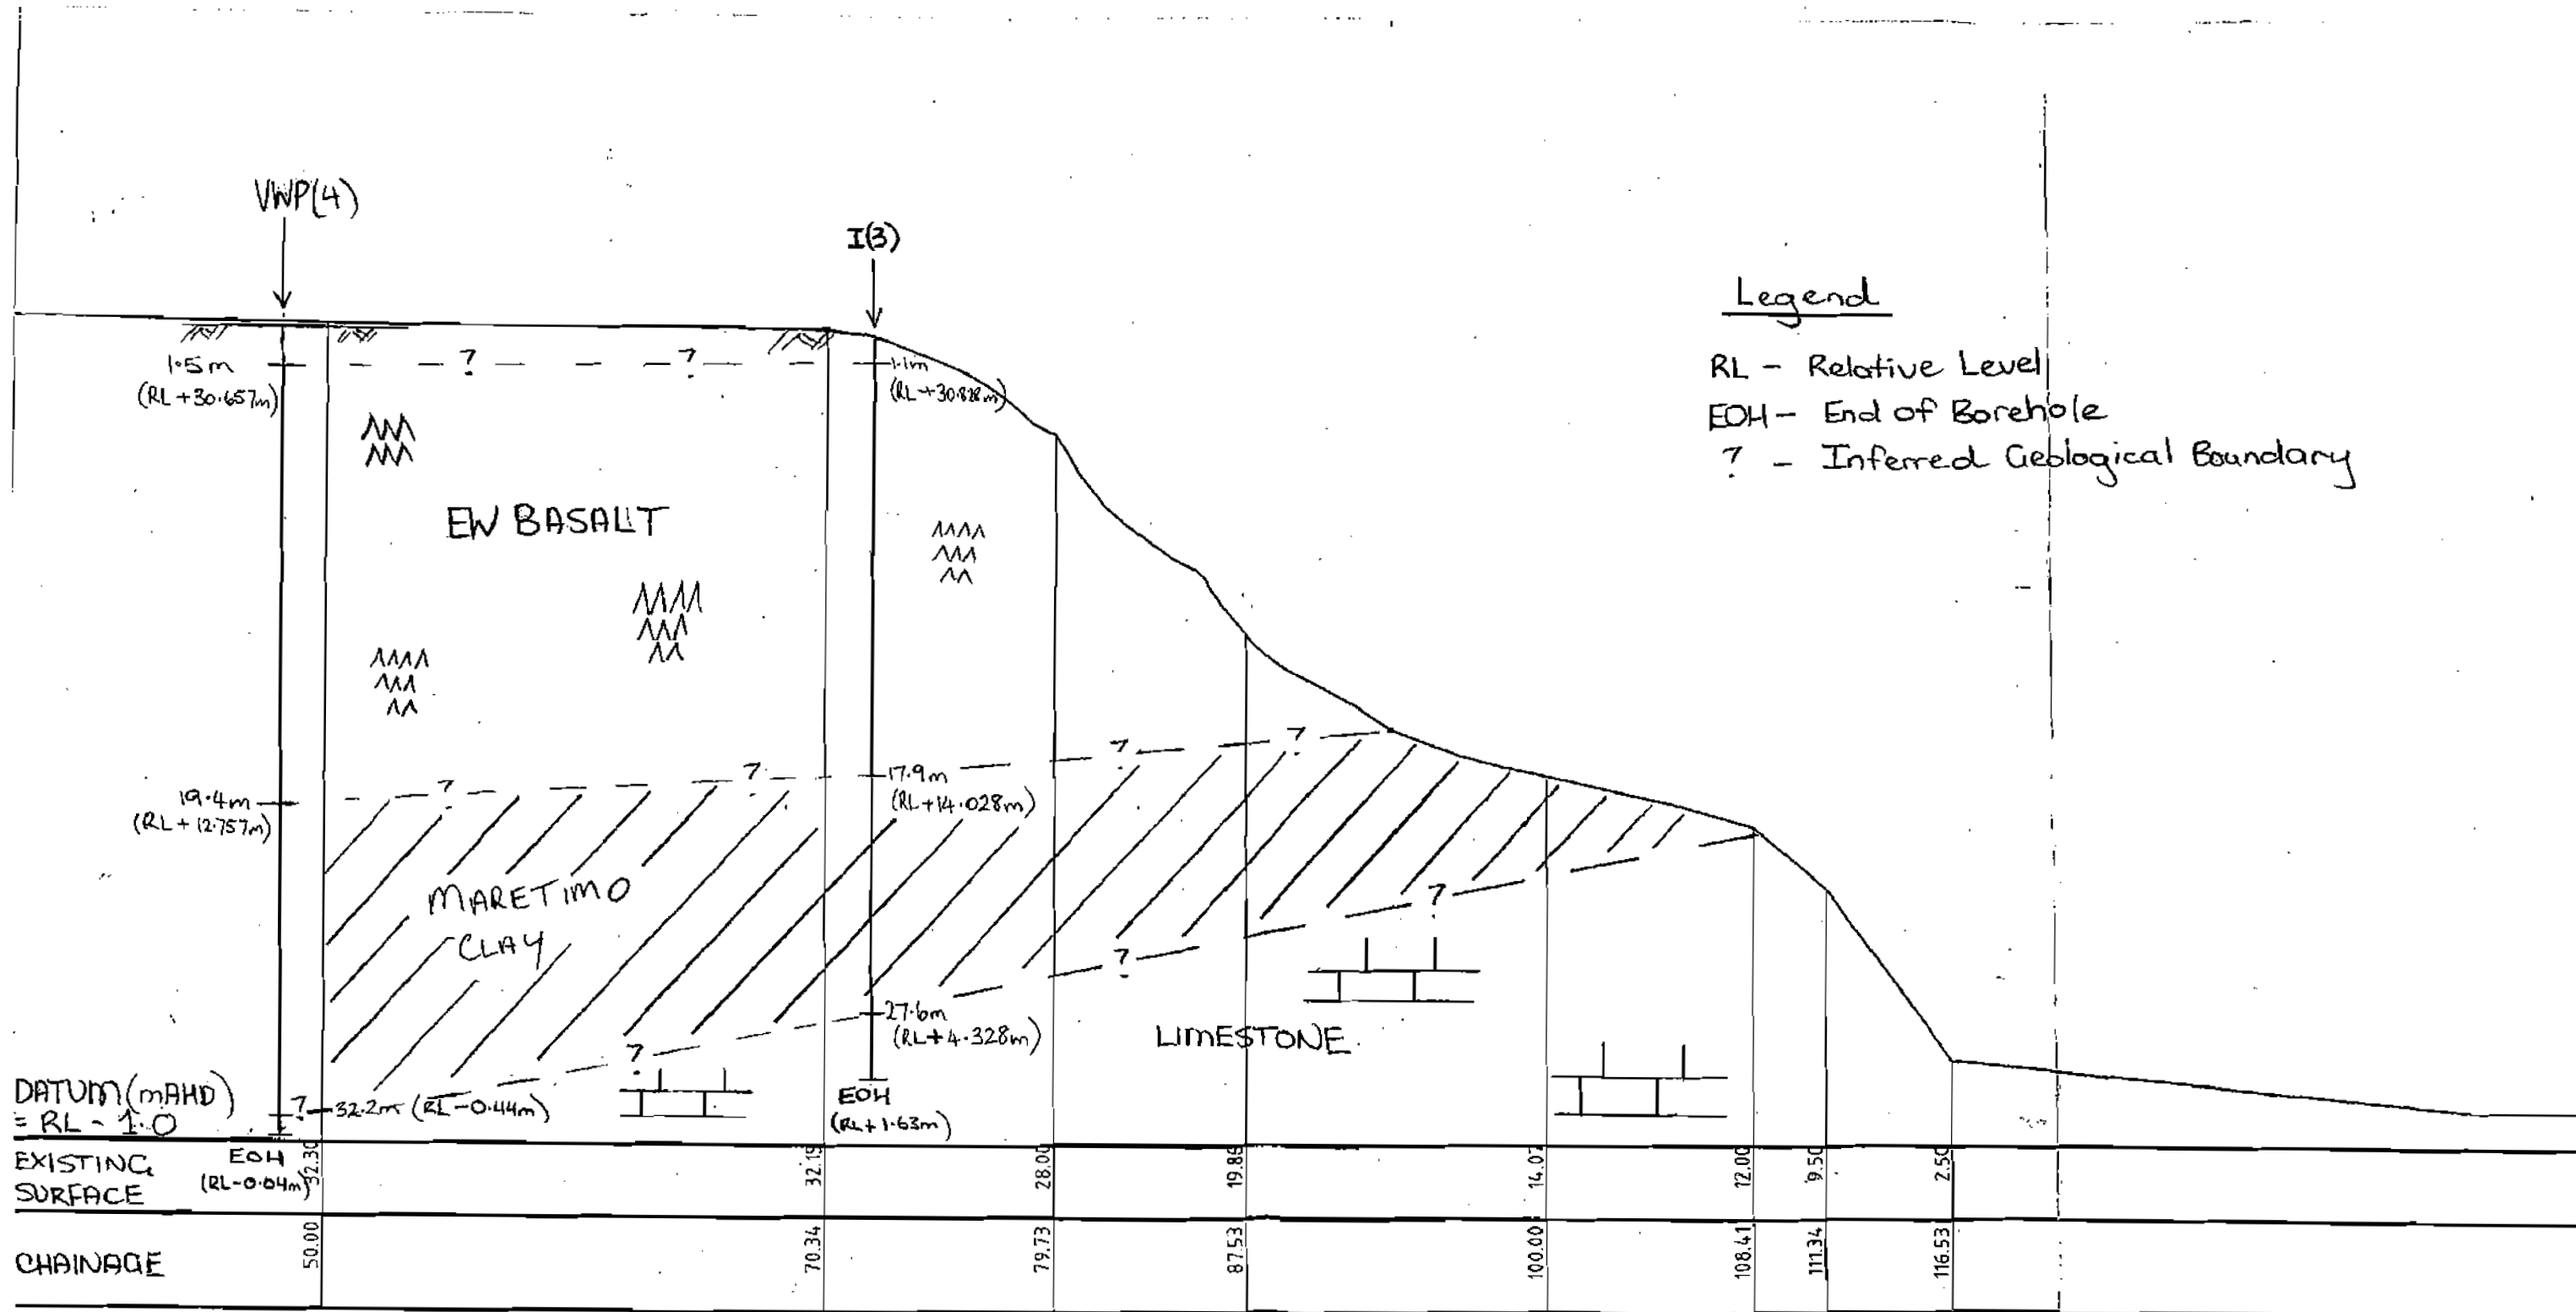 VWP(4)
I(3)
Legend
RL - Relative Level
EOH - End of Borehole
? - Inferred Geological Boundary
1.5m
(RL+30.657m)
? ?
1.1m
(RL+30.828m)
EW BASALT
? ? ? ?
19.4m
(RL+12.757m)
17.9m
(RL+14.028m)
MARETIMO
CLAY
? ? ?
27.6m
(RL+4.328m)
LIMESTONE
? 32.2m (RL-0.44m)
EOH
(RL+1.63m)
DATUM (mAHD)
= RL - 1.0
EOH
(RL-0.04m)
EXISTING
SURFACE
32.30 32.19 28.00 19.86 14.07 12.00 9.50 2.50
CHAINAGE
50.00 70.34 79.73 87.53 100.00 108.41 111.34 116.53